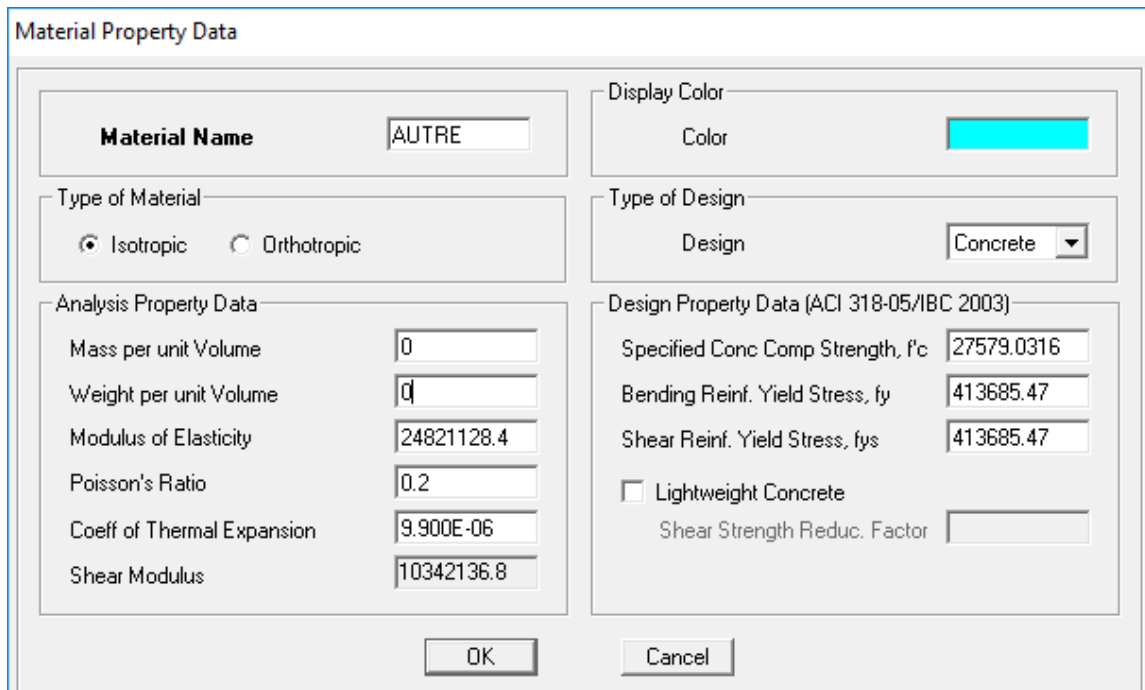 Material Property Data
Material Name AUTRE
Display Color
Color
Type of Material
Isotropic Orthotropic
Type of Design
Design Concrete
Analysis Property Data
Mass per unit Volume 0
Weight per unit Volume 0
Modulus of Elasticity 24821128.4
Poisson's Ratio 0.2
Coeff of Thermal Expansion 9.900E-06
Shear Modulus 10342136.8
Design Property Data (ACI 318-05/IBC 2003)
Specified Conc Comp Strength, f'c 27579.0316
Bending Reinf. Yield Stress, fy 413685.47
Shear Reinf. Yield Stress, fys 413685.47
Lightweight Concrete
Shear Strength Reduc. Factor
OK Cancel